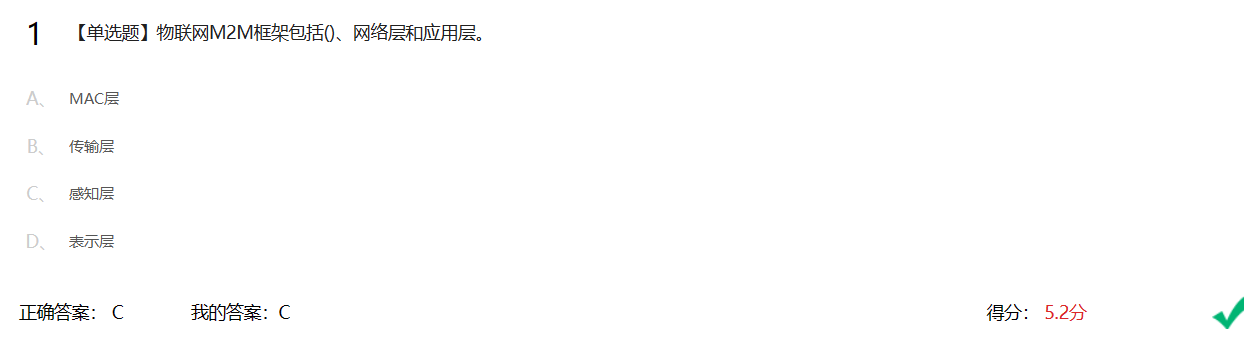 1 【单选题】物联网M2M框架包括()、网络层和应用层。
A、 MAC层
B、 传输层
C、 感知层
D、 表示层
正确答案： C 我的答案：C 得分： 5.2分